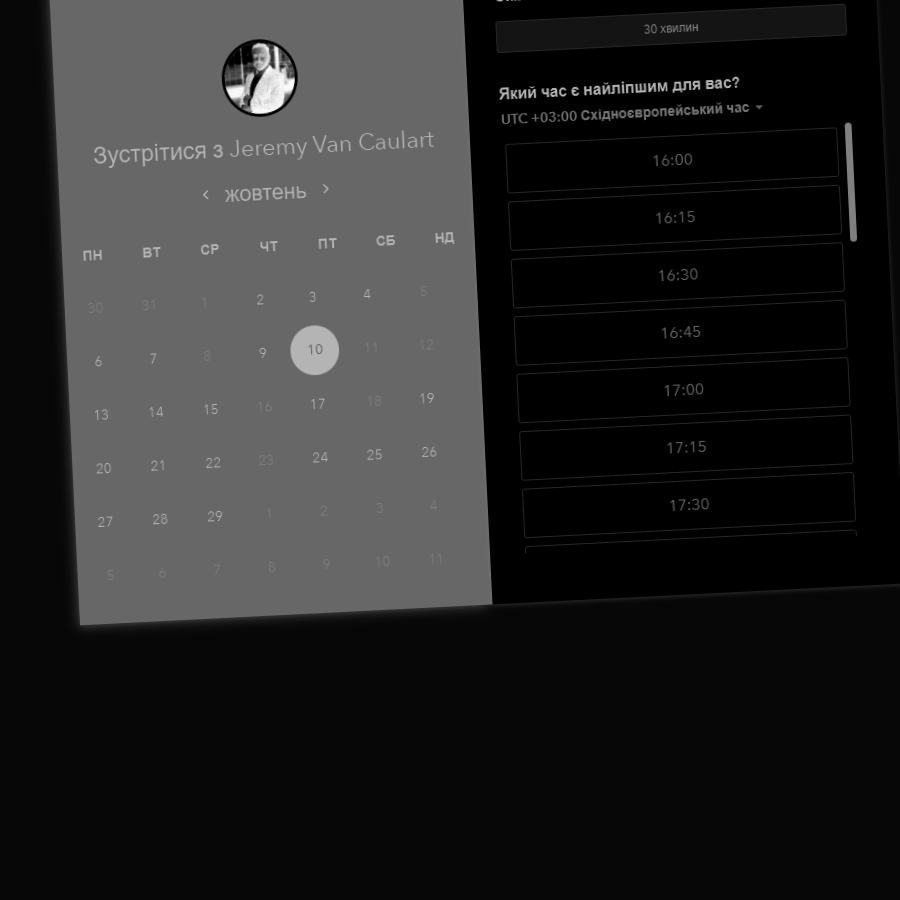 Зустрітися з Jeremy Van Caulart
‹ жовтень ›
ПН ВТ СР ЧТ ПТ СБ НД
30 31 1 2 3 4 5
6 7 8 9 10 11 12
13 14 15 16 17 18 19
20 21 22 23 24 25 26
27 28 29 1 2 3 4
5 6 7 8 9 10 11
30 хвилин
Який час є найліпшим для вас?
UTC +03:00 Східноєвропейський час
16:00
16:15
16:30
16:45
17:00
17:15
17:30